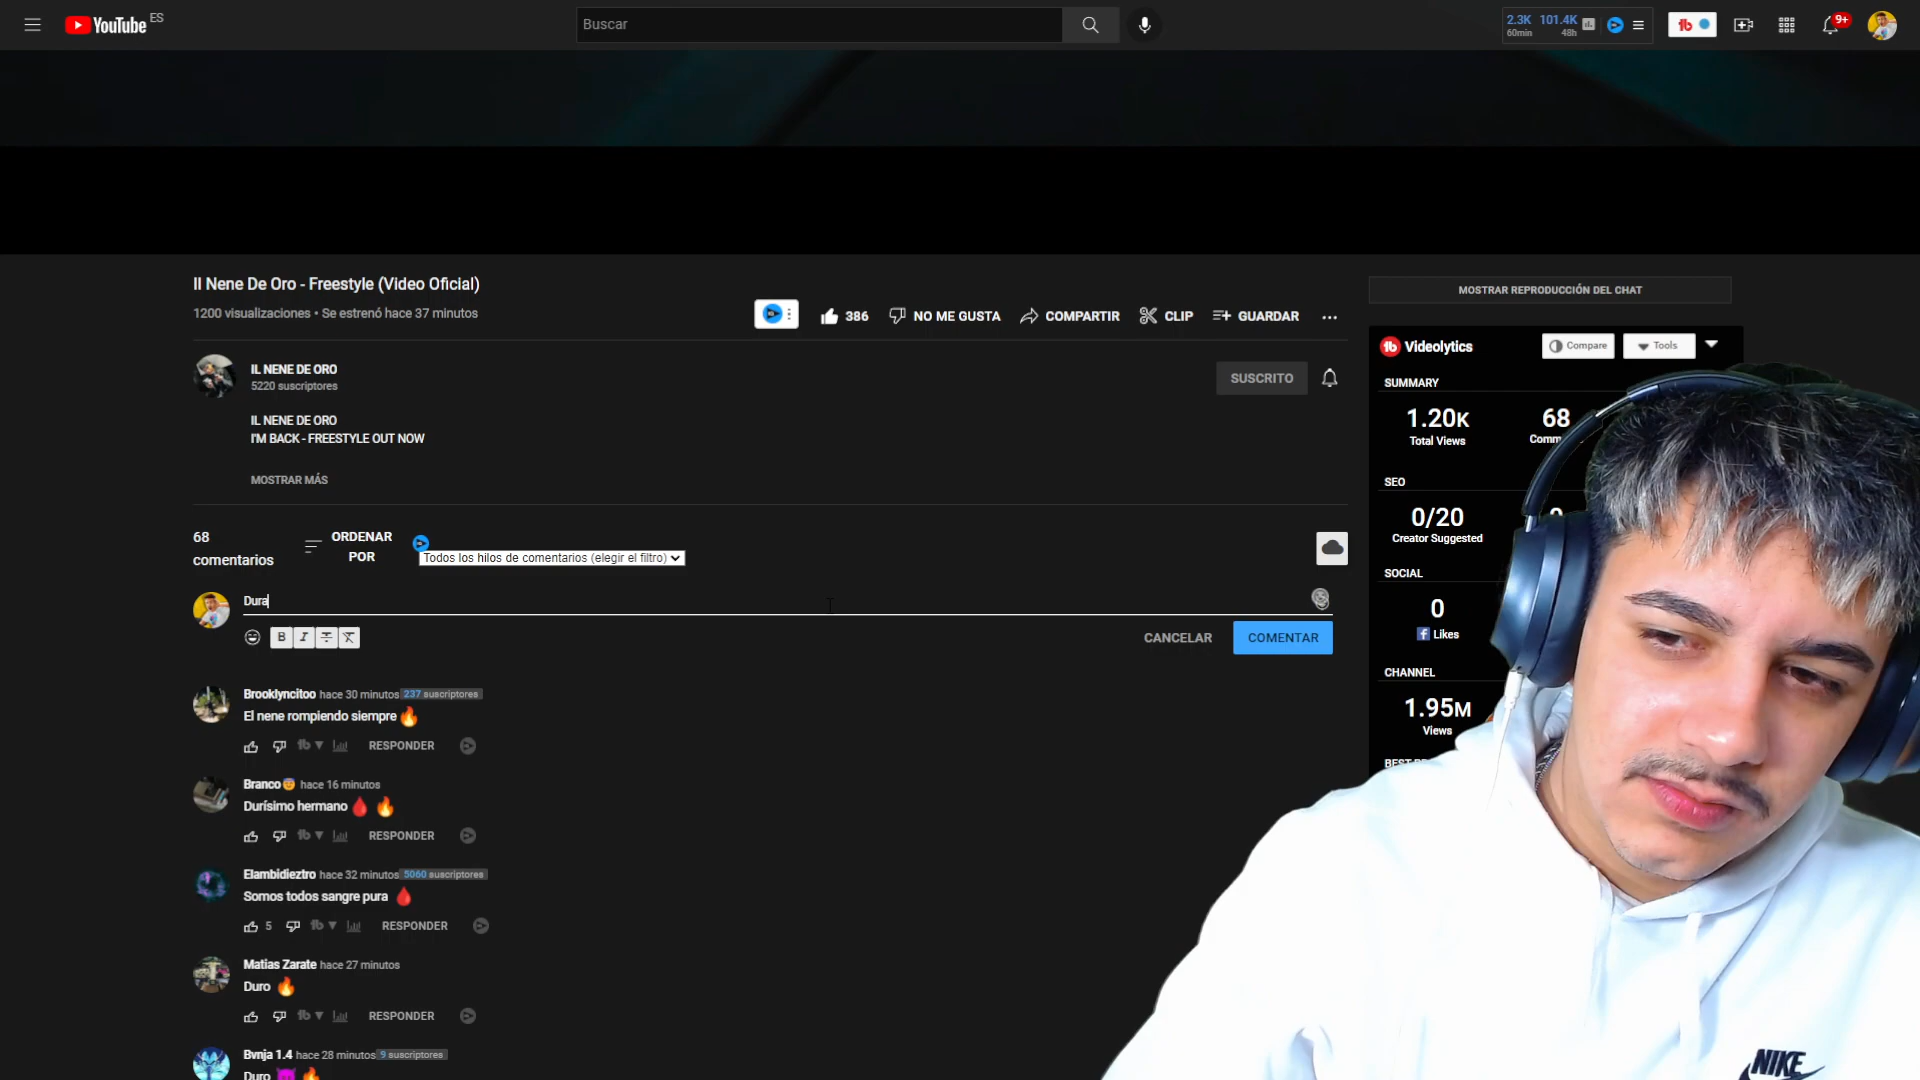 YouTube ES
Buscar
2.3K 101.4K
60min 48h
9+
Il Nene De Oro - Freestyle (Video Oficial)
1200 visualizaciones • Se estrenó hace 37 minutos
386 NO ME GUSTA COMPARTIR CLIP GUARDAR
IL NENE DE ORO
5220 suscriptores
SUSCRITO
IL NENE DE ORO
I'M BACK - FREESTYLE OUT NOW
MOSTRAR MÁS
68
comentarios
ORDENAR
POR
Todos los hilos de comentarios (elegir el filtro)
Dura
B I
CANCELAR COMENTAR
Brooklyncitoo hace 30 minutos 237 suscriptores
El nene rompiendo siempre 🔥
RESPONDER
Branco hace 16 minutos
Durísimo hermano 🩸 🔥
RESPONDER
Elambidieztro hace 32 minutos 5060 suscriptores
Somos todos sangre pura 🩸
5 RESPONDER
Matias Zarate hace 27 minutos
Duro 🔥
RESPONDER
Bvnja 1.4 hace 28 minutos 9 suscriptores
Duro 😈 🔥
MOSTRAR REPRODUCCIÓN DEL CHAT
Videolytics
Compare
Tools
SUMMARY
1.20K 68
Total Views
SEO
0/20
Creator Suggested
SOCIAL
0
Likes
CHANNEL
1.95M
Views
NIKE